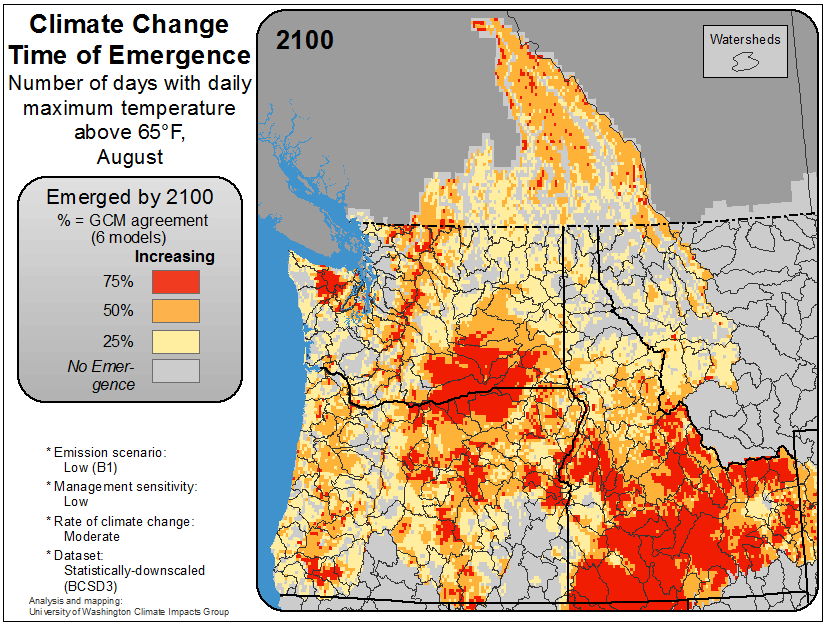 Climate Change
Time of Emergence
Number of days with daily
maximum temperature
above 65°F,
August
Emerged by 2100
% = GCM agreement
(6 models)
Increasing
75%
50%
25%
No Emer-
gence
* Emission scenario:
Low (B1)
* Management sensitivity:
Low
* Rate of climate change:
Moderate
* Dataset:
Statistically-downscaled
(BCSD3)
Analysis and mapping:
University of Washington Climate Impacts Group
2100
Watersheds